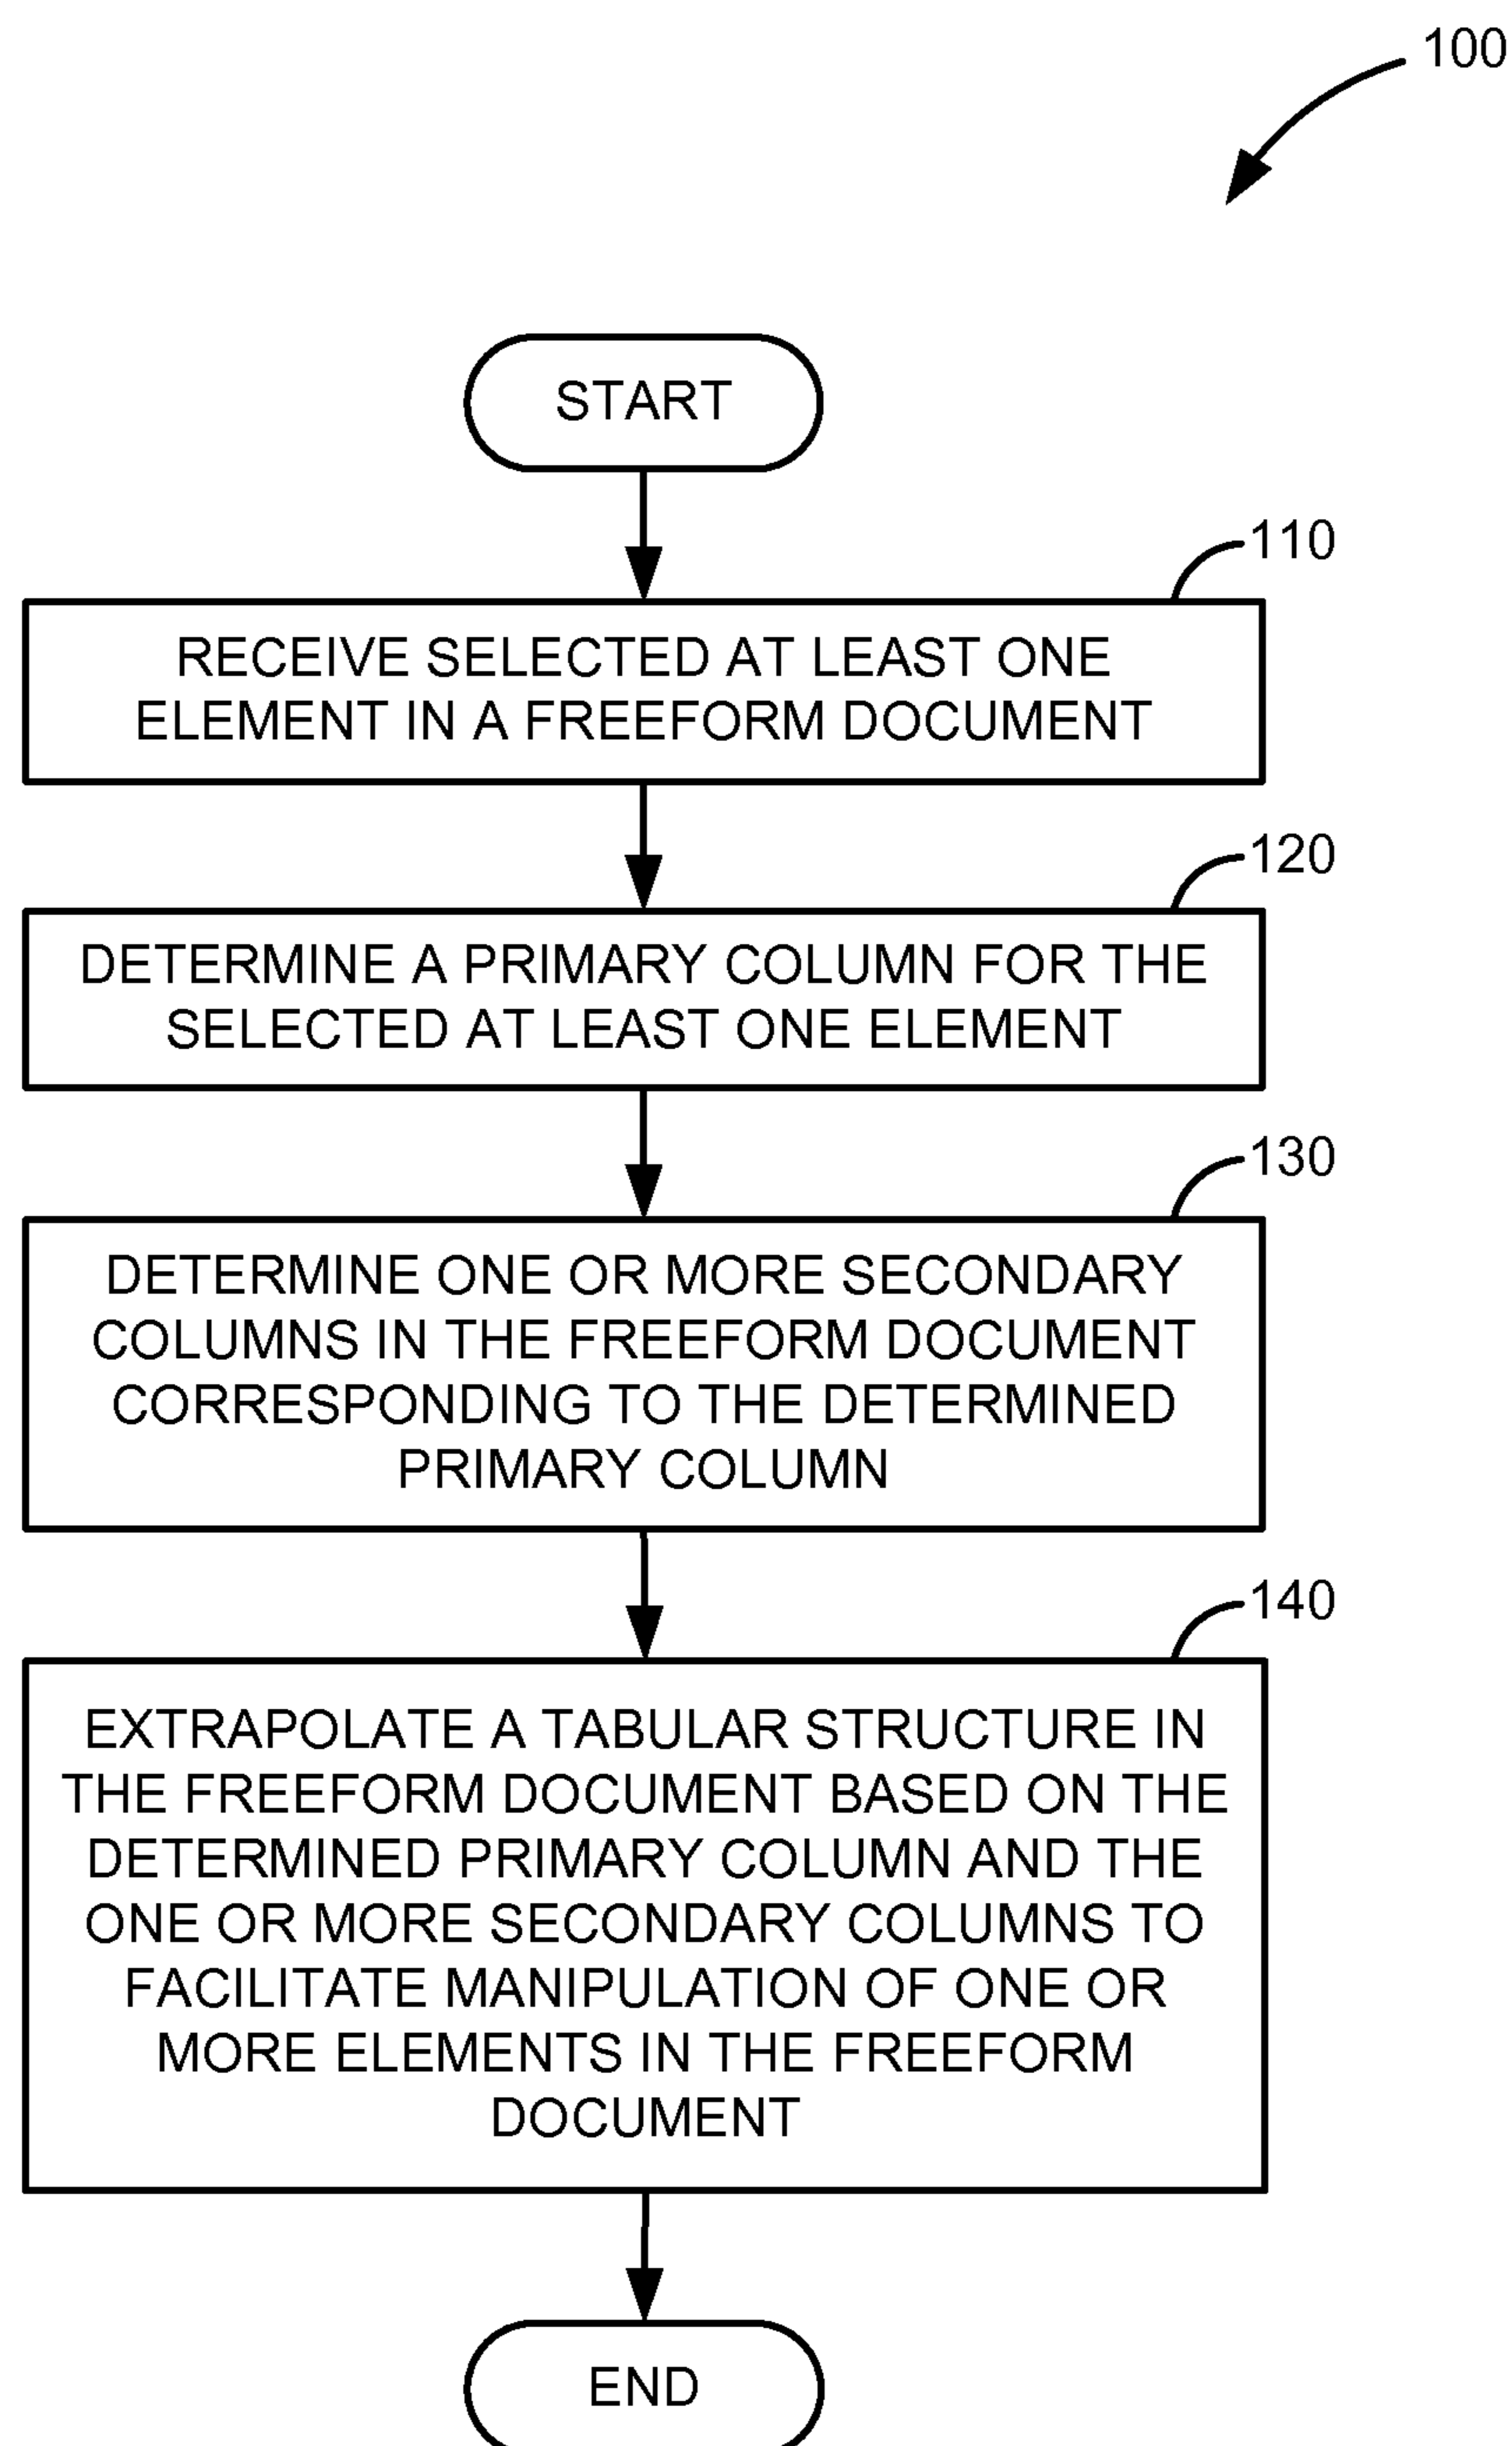 100
START
110
RECEIVE SELECTED AT LEAST ONE
ELEMENT IN A FREEFORM DOCUMENT
120
DETERMINE A PRIMARY COLUMN FOR THE
SELECTED AT LEAST ONE ELEMENT
130
DETERMINE ONE OR MORE SECONDARY
COLUMNS IN THE FREEFORM DOCUMENT
CORRESPONDING TO THE DETERMINED
PRIMARY COLUMN
140
EXTRAPOLATE A TABULAR STRUCTURE IN
THE FREEFORM DOCUMENT BASED ON THE
DETERMINED PRIMARY COLUMN AND THE
ONE OR MORE SECONDARY COLUMNS TO
FACILITATE MANIPULATION OF ONE OR
MORE ELEMENTS IN THE FREEFORM
DOCUMENT
END